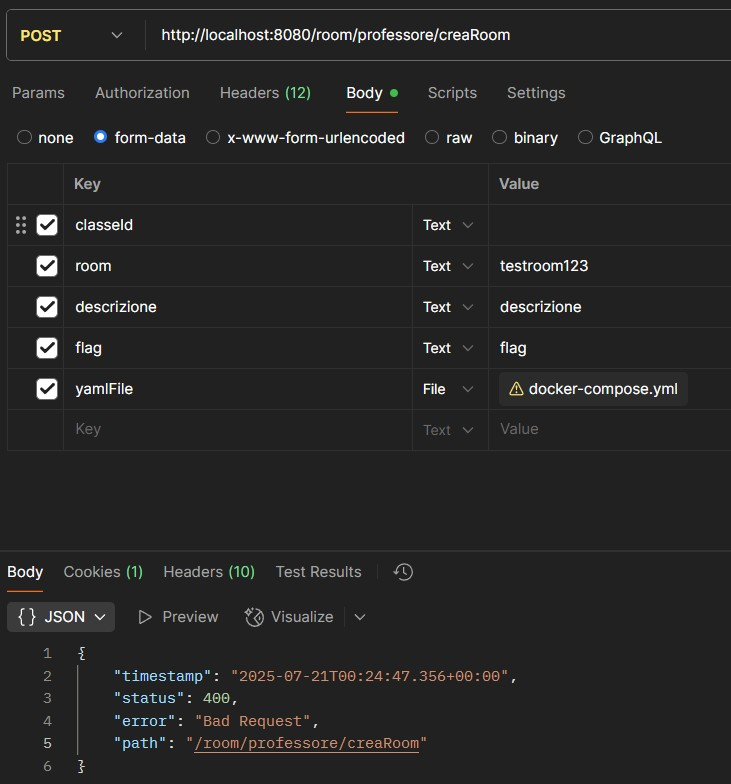 POST http://localhost:8080/room/professore/creaRoom
Params Authorization Headers (12) Body Scripts Settings
none form-data x-www-form-urlencoded raw binary GraphQL
Key Value
classeId Text
room Text testroom123
descrizione Text descrizione
flag Text flag
yamlFile File docker-compose.yml
Key Text Value
Body Cookies (1) Headers (10) Test Results
{} JSON Preview Visualize
1 {
2 "timestamp": "2025-07-21T00:24:47.356+00:00",
3 "status": 400,
4 "error": "Bad Request",
5 "path": "/room/professore/creaRoom"
6 }